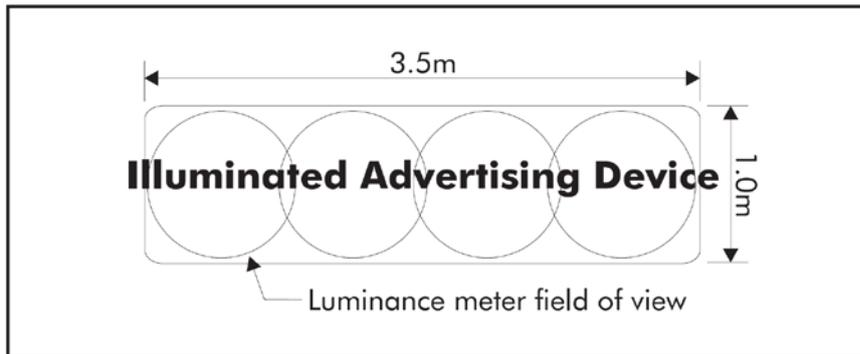 3.5m
Illuminated Advertising Device
1.0m
Luminance meter field of view